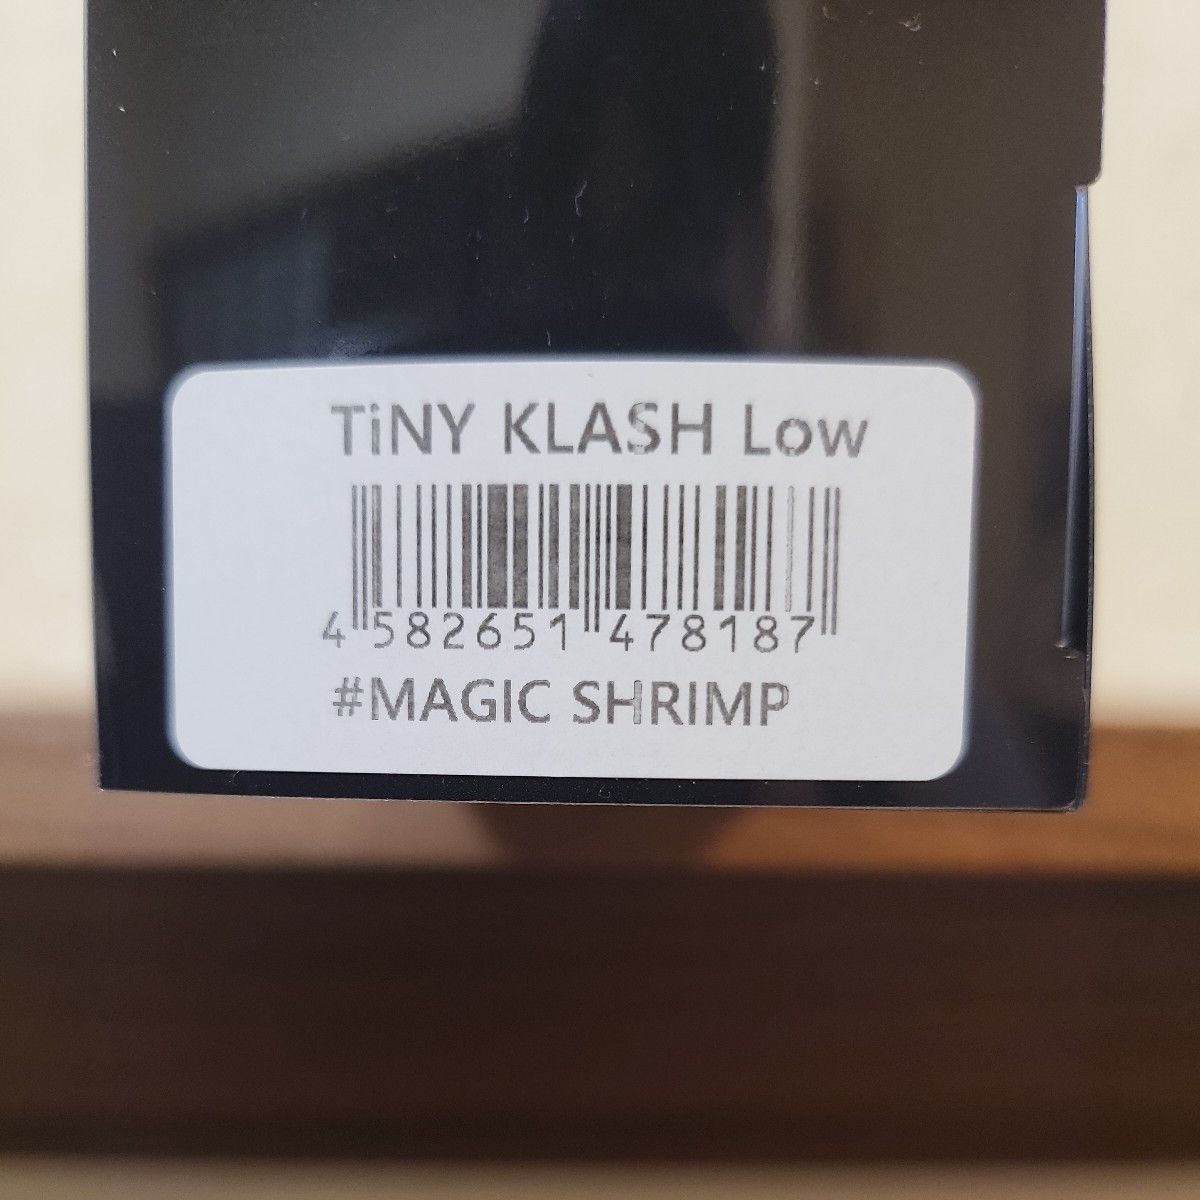 TiNY KLASH Low
4 582651 478187
#MAGIC SHRIMP